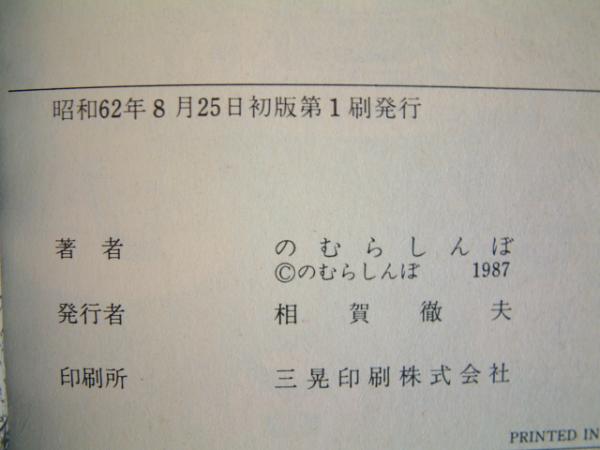 昭和62年8月25日初版第1刷発行
著者 のむらしんぼ
©のむらしんぼ 1987
発行者 相賀徹夫
印刷所 三晃印刷株式会社
PRINTED IN